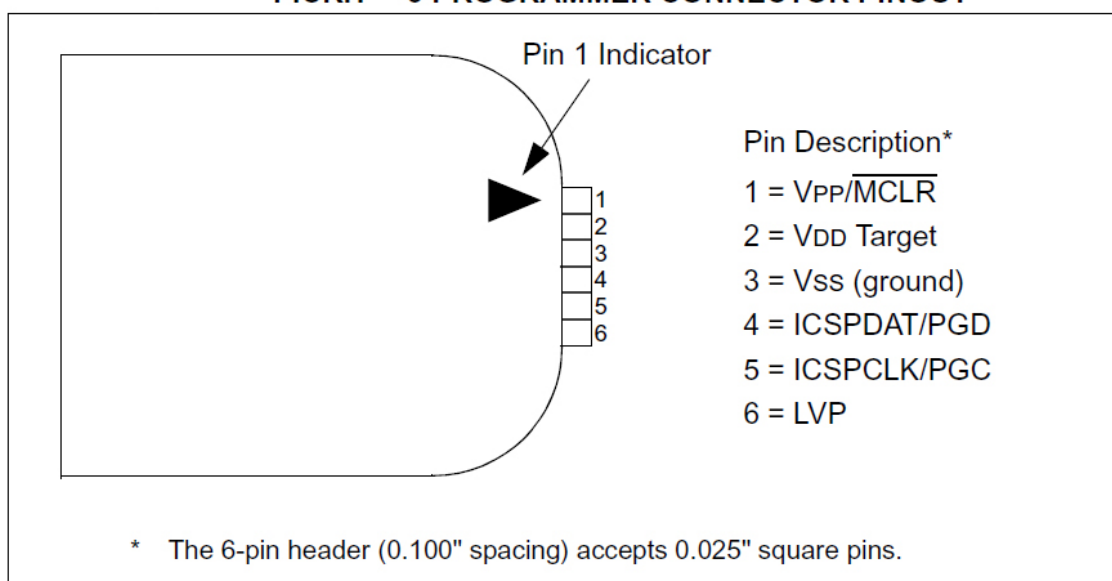 Pin 1 Indicator
1
2
3
4
5
6
Pin Description*
1 = VPP/MCLR
2 = VDD Target
3 = VSS (ground)
4 = ICSPDAT/PGD
5 = ICSPCLK/PGC
6 = LVP
* The 6-pin header (0.100" spacing) accepts 0.025" square pins.